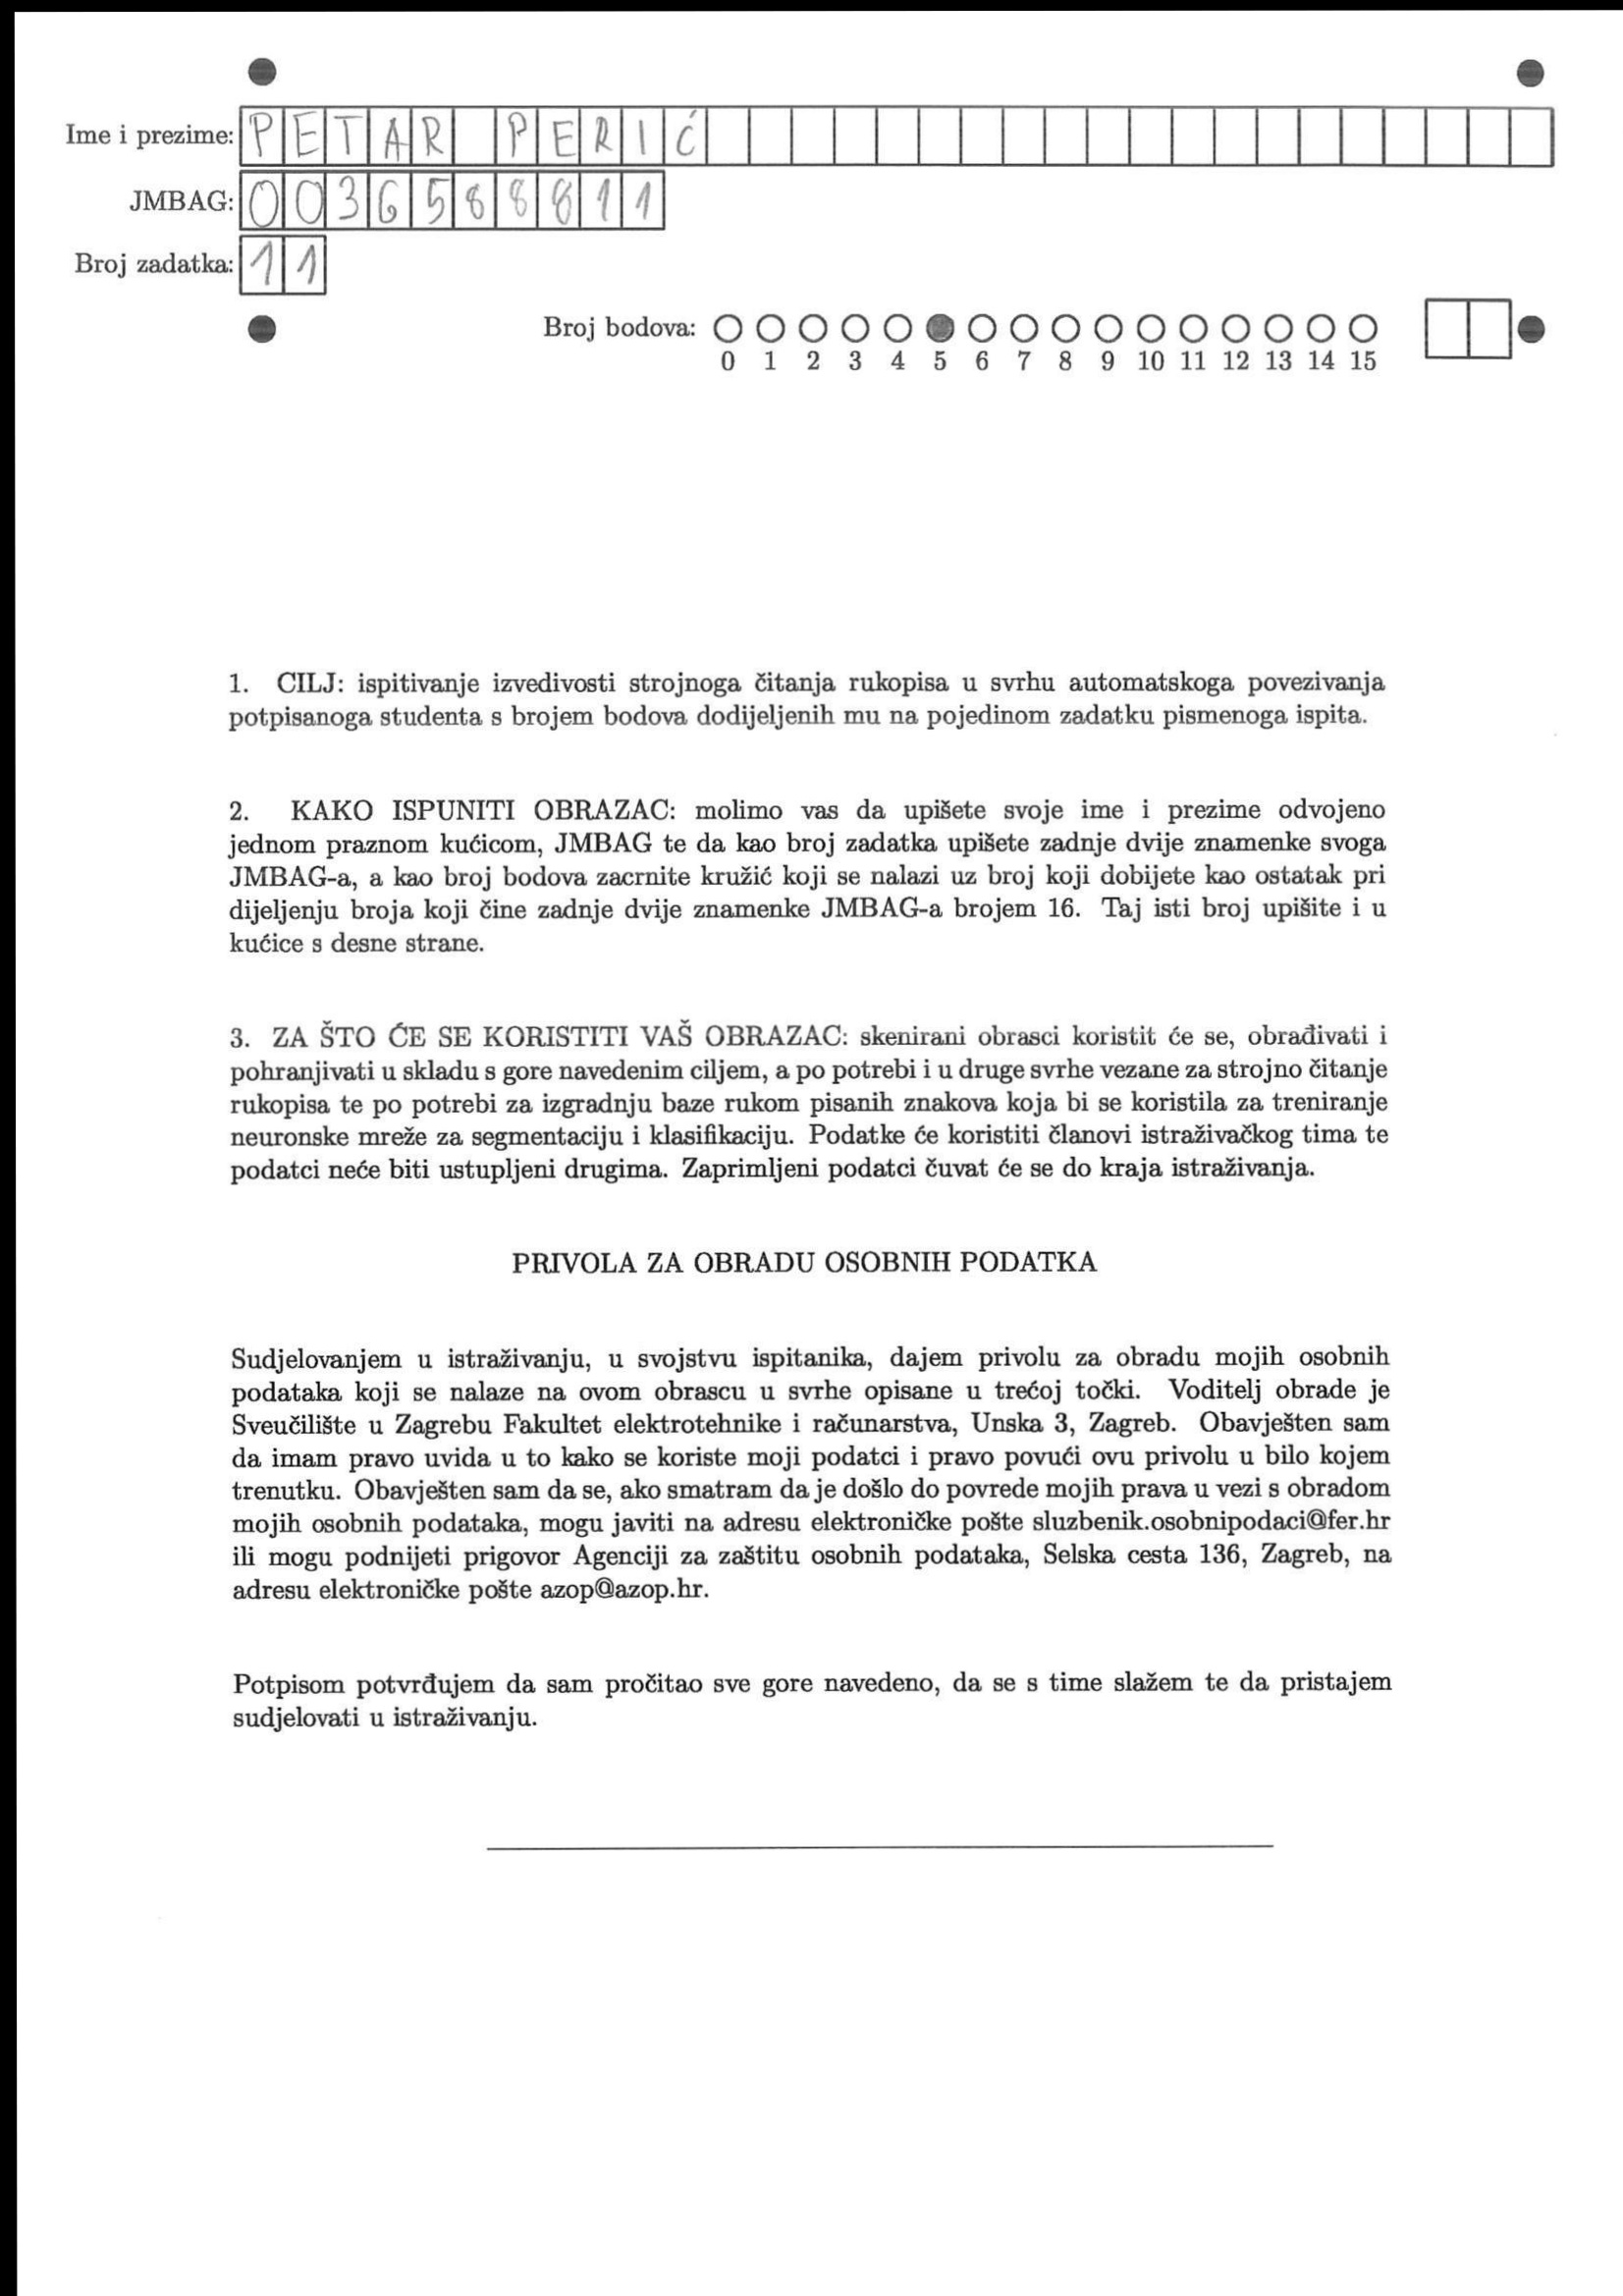 Ime i prezime: PETAR PERIĆ
JMBAG: 0036588811
Broj zadatka: 11
Broj bodova:
0 1 2 3 4 5 6 7 8 9 10 11 12 13 14 15
1. CILJ: ispitivanje izvedivosti strojnoga čitanja rukopisa u svrhu automatskoga povezivanja
potpisanoga studenta s brojem bodova dodijeljenih mu na pojedinom zadatku pismenoga ispita.
2. KAKO ISPUNITI OBRAZAC: molimo vas da upišete svoje ime i prezime odvojeno
jednom praznom kućicom, JMBAG te da kao broj zadatka upišete zadnje dvije znamenke svoga
JMBAG-a, a kao broj bodova zacrnite kružić koji se nalazi uz broj koji dobijete kao ostatak pri
dijeljenju broja koji čine zadnje dvije znamenke JMBAG-a brojem 16. Taj isti broj upišite i u
kućice s desne strane.
3. ZA ŠTO ĆE SE KORISTITI VAŠ OBRAZAC: skenirani obrasci koristit će se, obrađivati i
pohranjivati u skladu s gore navedenim ciljem, a po potrebi i u druge svrhe vezane za strojno čitanje
rukopisa te po potrebi za izgradnju baze rukom pisanih znakova koja bi se koristila za treniranje
neuronske mreže za segmentaciju i klasifikaciju. Podatke će koristiti članovi istraživačkog tima te
podatci neće biti ustupljeni drugima. Zaprimljeni podatci čuvat će se do kraja istraživanja.
PRIVOLA ZA OBRADU OSOBNIH PODATKA
Sudjelovanjem u istraživanju, u svojstvu ispitanika, dajem privolu za obradu mojih osobnih
podataka koji se nalaze na ovom obrascu u svrhe opisane u trećoj točki. Voditelj obrade je
Sveučilište u Zagrebu Fakultet elektrotehnike i računarstva, Unska 3, Zagreb. Obavješten sam
da imam pravo uvida u to kako se koriste moji podatci i pravo povući ovu privolu u bilo kojem
trenutku. Obavješten sam da se, ako smatram da je došlo do povrede mojih prava u vezi s obradom
mojih osobnih podataka, mogu javiti na adresu elektroničke pošte sluzbenik.osobnipodaci@fer.hr
ili mogu podnijeti prigovor Agenciji za zaštitu osobnih podataka, Selska cesta 136, Zagreb, na
adresu elektroničke pošte azop@azop.hr.
Potpisom potvrđujem da sam pročitao sve gore navedeno, da se s time slažem te da pristajem
sudjelovati u istraživanju.